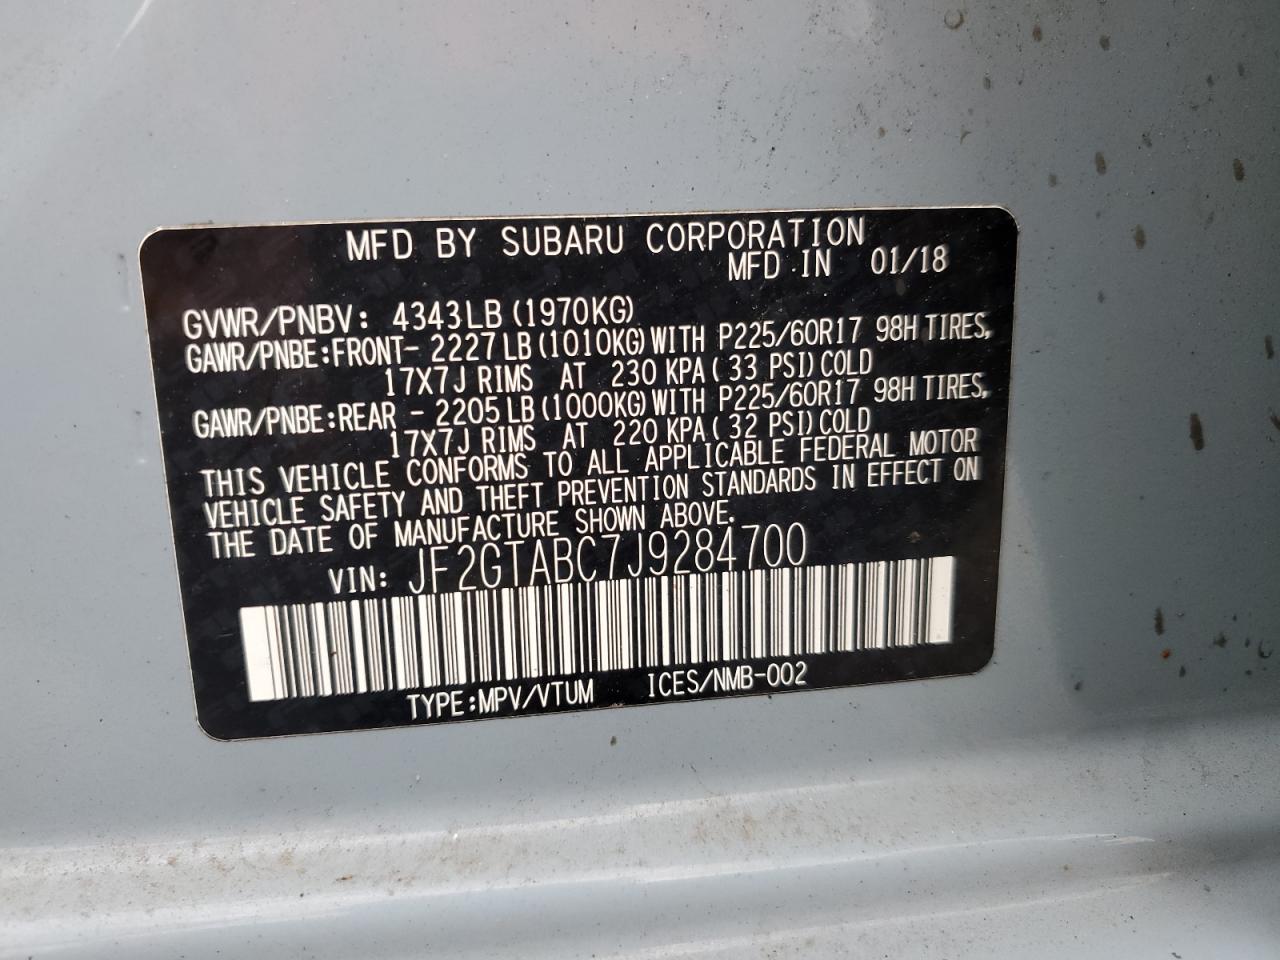 MFD BY SUBARU CORPORATION
MFD IN 01/18
GVWR/PNBV: 4343LB (1970KG)
GAWR/PNBE:FRONT- 2227LB(1010KG)WITH P225/60R17 98H TIRES,
17X7J RIMS AT 230 KPA( 33 PSI)COLD
GAWR/PNBE:REAR - 2205LB(1000KG)WITH P225/60R17 98H TIRES,
17X7J RIMS AT 220 KPA( 32 PSI)COLD
THIS VEHICLE CONFORMS TO ALL APPLICABLE FEDERAL MOTOR
VEHICLE SAFETY AND THEFT PREVENTION STANDARDS IN EFFECT ON
THE DATE OF MANUFACTURE SHOWN ABOVE.
VIN: JF2GTABC7J9284700
TYPE:MPV/VTUM ICES/NMB-002